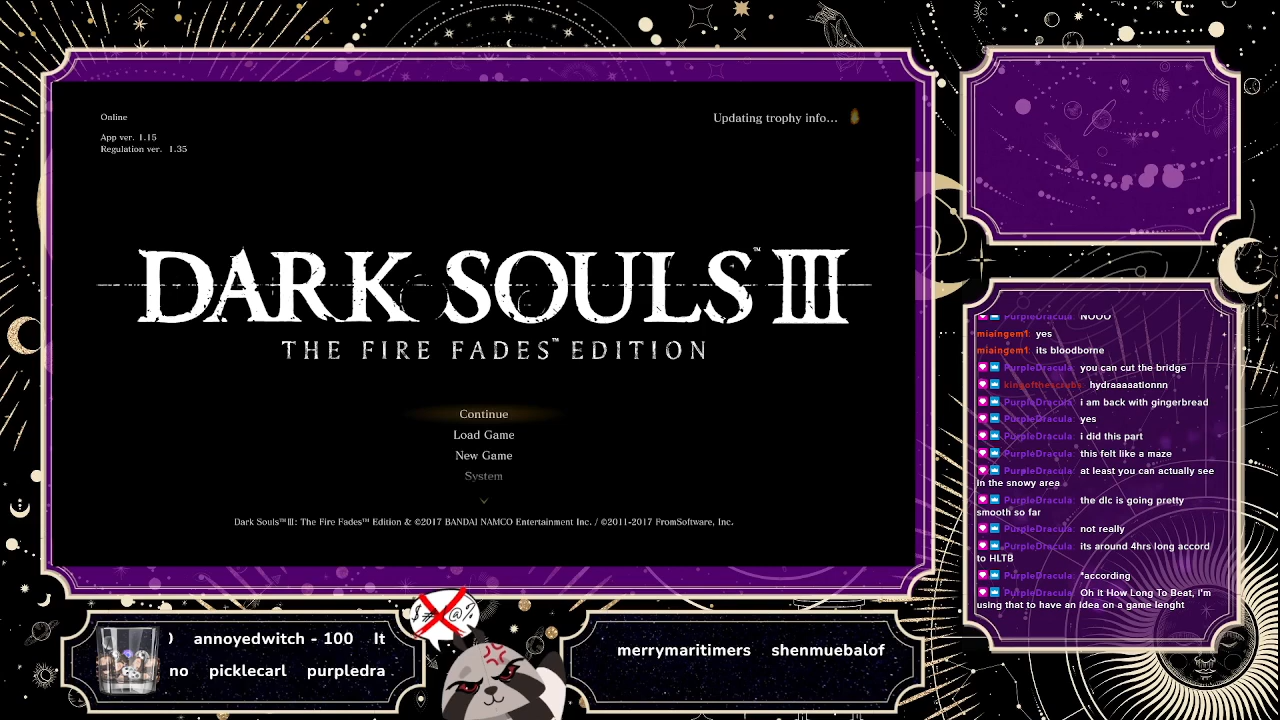 Online
App ver. 1.15
Regulation ver. 1.35
Updating trophy info...
DARK SOULS™ III
THE FIRE FADES™ EDITION
Continue
Load Game
New Game
System
Dark Souls™ III: The Fire Fades™ Edition & ©2017 BANDAI NAMCO Entertainment Inc. / ©2011-2017 FromSoftware, Inc.
PurpleDracula: NOOO
miaingem1: yes
miaingem1: its bloodborne
PurpleDracula: you can cut the bridge
kingofthescrubs: hydraaaationnn
PurpleDracula: i am back with gingerbread
PurpleDracula: yes
PurpleDracula: i did this part
PurpleDracula: this felt like a maze
PurpleDracula: at least you can actually see
in the snowy area
PurpleDracula: the dlc is going pretty
smooth so far
PurpleDracula: not really
PurpleDracula: its around 4hrs long accord
to HLTB
PurpleDracula: *according
PurpleDracula: Oh it How Long To Beat, I'm
using that to have an idea on a game lenght
) annoyedwitch - 100 It
no picklecarl purpledra
$#!@%
merrymaritimers shenmuebalof